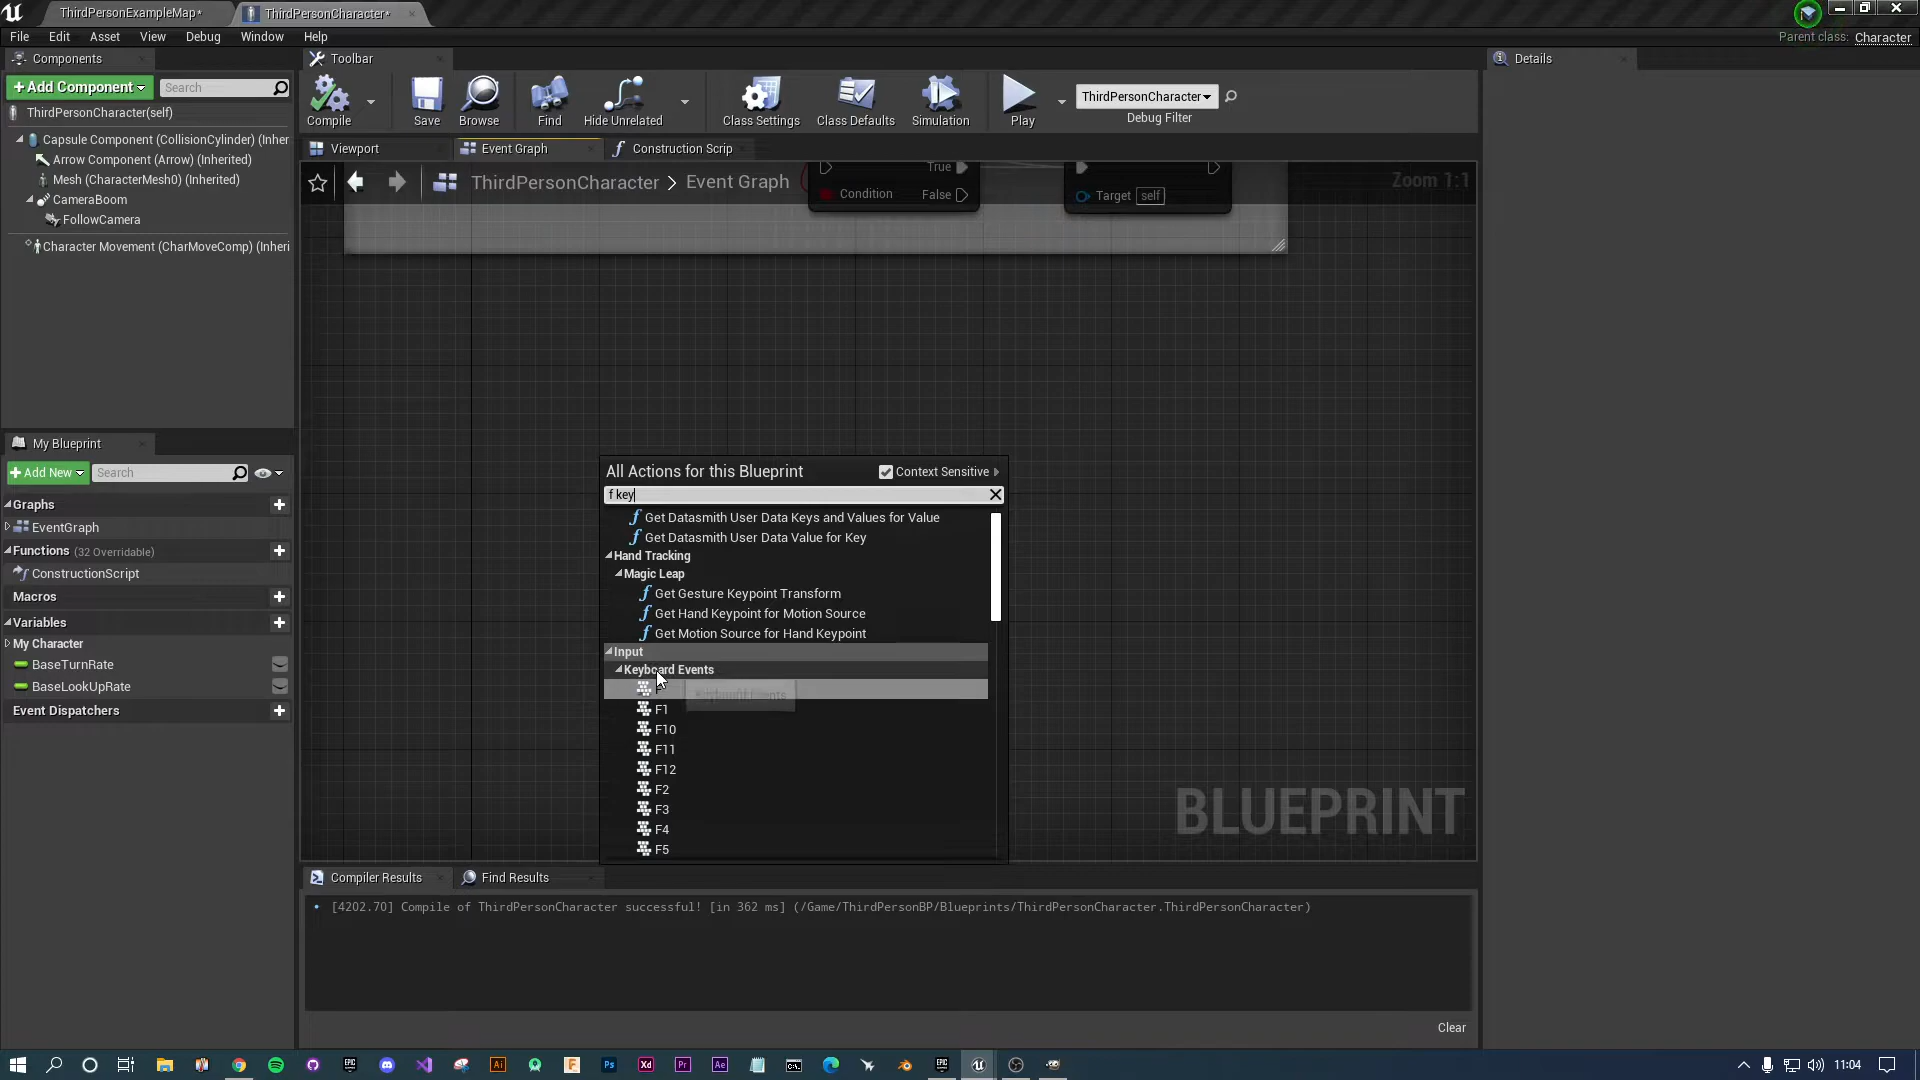 ThirdPersonExampleMap*
ThirdPersonCharacter*
File Edit Asset View Debug Window Help
Parent class: Character
Components
Toolbar
Details
+ Add Component
Search
Compile
Save
Browse
Find
Hide Unrelated
Class Settings
Class Defaults
Simulation
Play
ThirdPersonCharacter
Debug Filter
ThirdPersonCharacter(self)
Capsule Component (CollisionCylinder) (Inher
Arrow Component (Arrow) (Inherited)
Mesh (CharacterMesh0) (Inherited)
CameraBoom
FollowCamera
Character Movement (CharMoveComp) (Inheri
Viewport
Event Graph
Construction Scrip
ThirdPersonCharacter > Event Graph
Zoom 1:1
True
Condition False
Target self
My Blueprint
+ Add New
Search
Graphs
EventGraph
Functions (32 Overridable)
ConstructionScript
Macros
Variables
My Character
BaseTurnRate
BaseLookUpRate
Event Dispatchers
All Actions for this Blueprint
Context Sensitive
f key
Get Datasmith User Data Keys and Values for Value
Get Datasmith User Data Value for Key
Hand Tracking
Magic Leap
Get Gesture Keypoint Transform
Get Hand Keypoint for Motion Source
Get Motion Source for Hand Keypoint
Input
Keyboard Events
Keyboard Events
F1
F10
F11
F12
F2
F3
F4
F5
BLUEPRINT
Compiler Results
Find Results
[4202.70] Compile of ThirdPersonCharacter successful! [in 362 ms] (/Game/ThirdPersonBP/Blueprints/ThirdPersonCharacter.ThirdPersonCharacter)
Clear
Ai
Ps
Xd
Pr
Ae
11:04